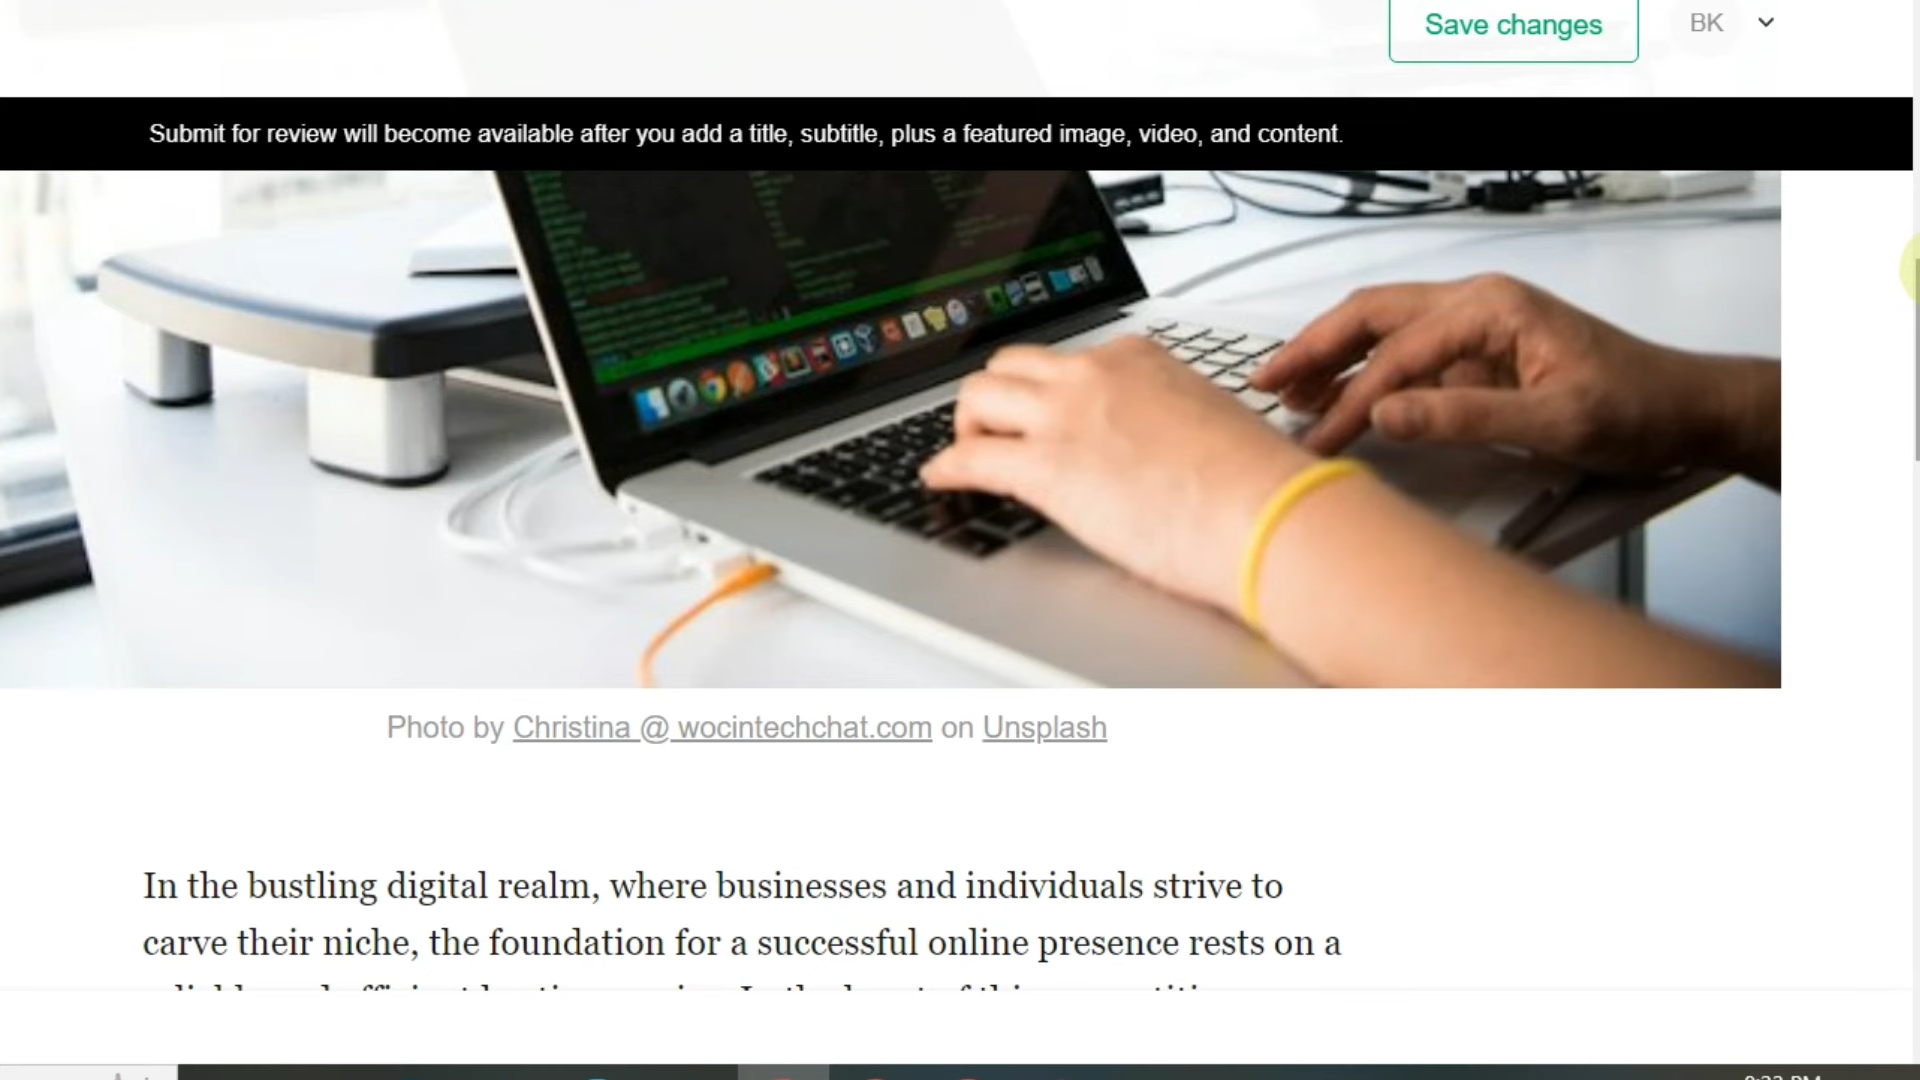 Save changes
BK
Submit for review will become available after you add a title, subtitle, plus a featured image, video, and content.
Photo by Christina @ wocintechchat.com on Unsplash
In the bustling digital realm, where businesses and individuals strive to
carve their niche, the foundation for a successful online presence rests on a